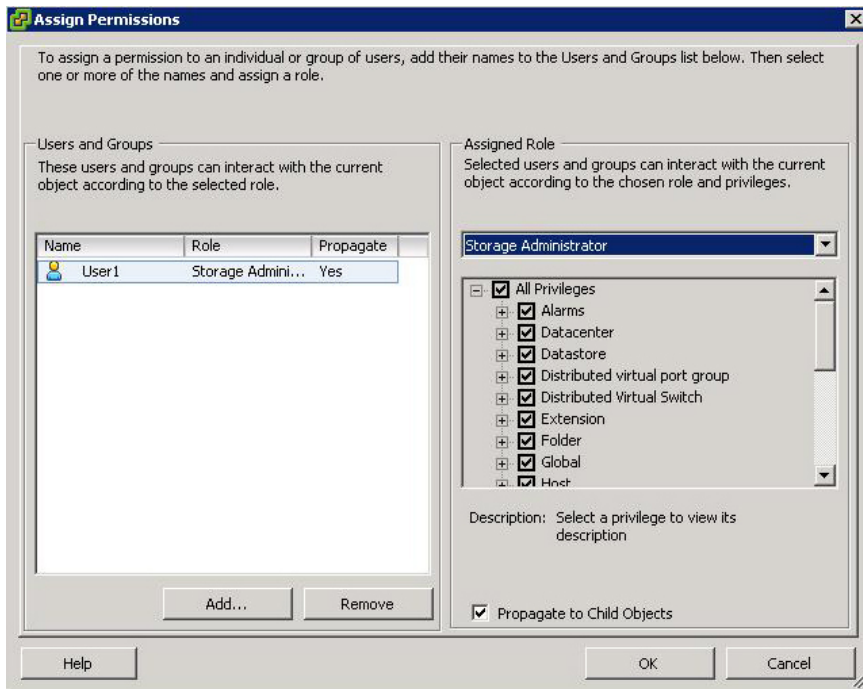 Assign Permissions
To assign a permission to an individual or group of users, add their names to the Users and Groups list below. Then select
one or more of the names and assign a role.
Users and Groups
These users and groups can interact with the current
object according to the selected role.
Name Role Propagate
User1 Storage Admini... Yes
Add... Remove
Assigned Role
Selected users and groups can interact with the current
object according to the chosen role and privileges.
Storage Administrator
All Privileges
Alarms
Datacenter
Datastore
Distributed virtual port group
Distributed Virtual Switch
Extension
Folder
Global
Host
Description: Select a privilege to view its
description
Propagate to Child Objects
Help OK Cancel